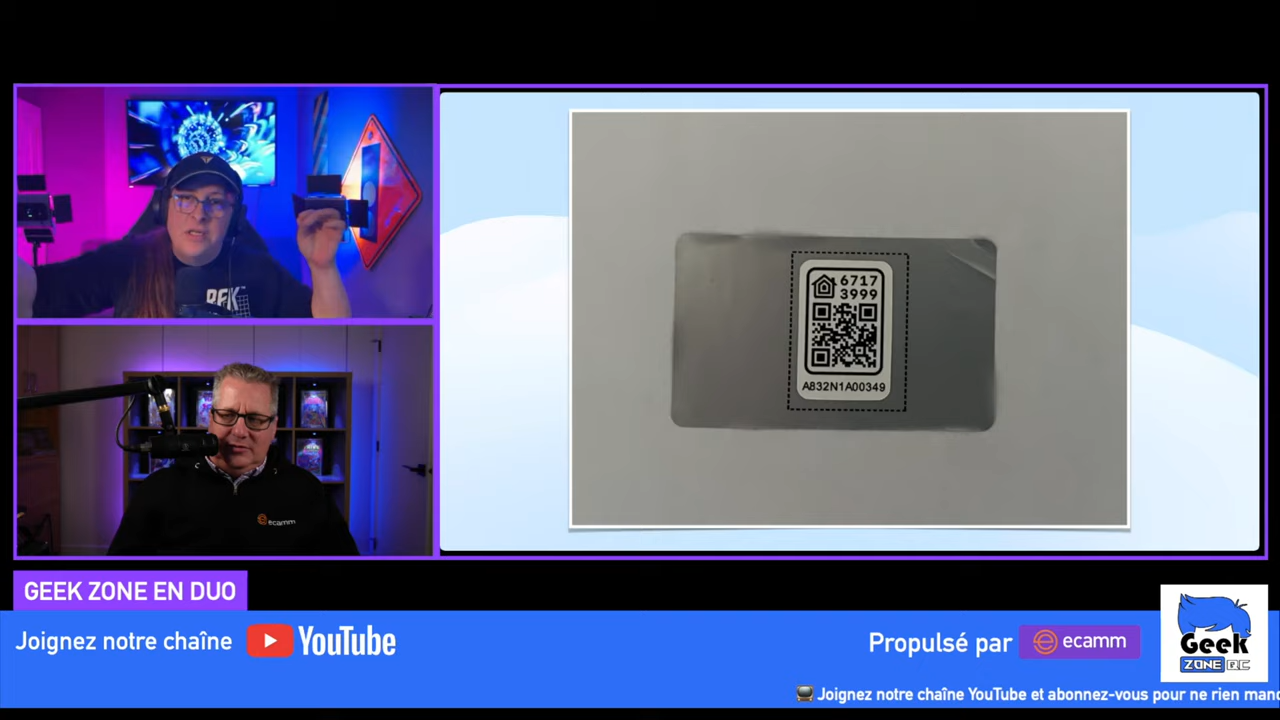 6717
3999
A832N1A00349
ecamm
GEEK ZONE EN DUO
Joignez notre chaîne YouTube
Propulsé par ecamm
Geek
ZONE QC
Joignez notre chaîne YouTube et abonnez-vous pour ne rien